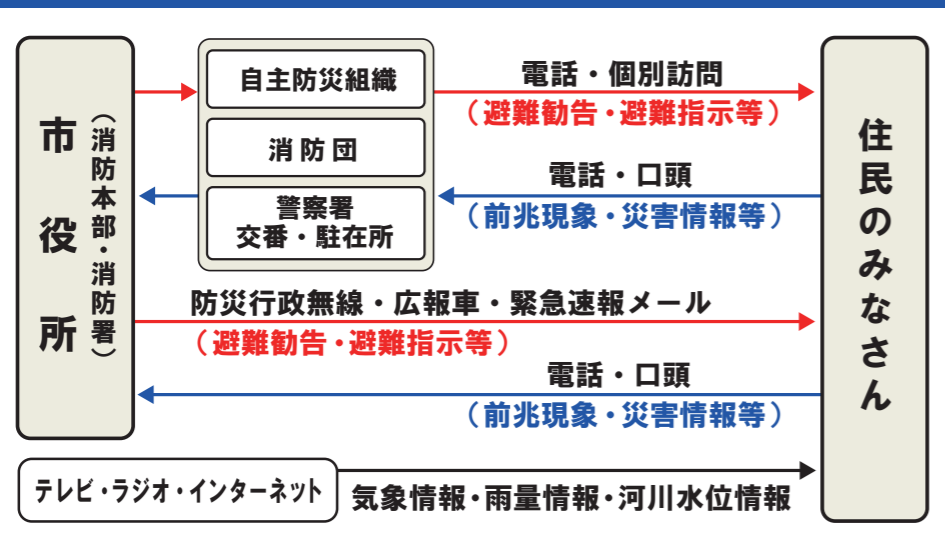 市役所
（消防本部・消防署）
自主防災組織
消防団
警察署
交番・駐在所
電話・個別訪問
（避難勧告・避難指示等）
電話・口頭
（前兆現象・災害情報等）
防災行政無線・広報車・緊急速報メール
（避難勧告・避難指示等）
電話・口頭
（前兆現象・災害情報等）
住民のみなさん
テレビ・ラジオ・インターネット
気象情報・雨量情報・河川水位情報